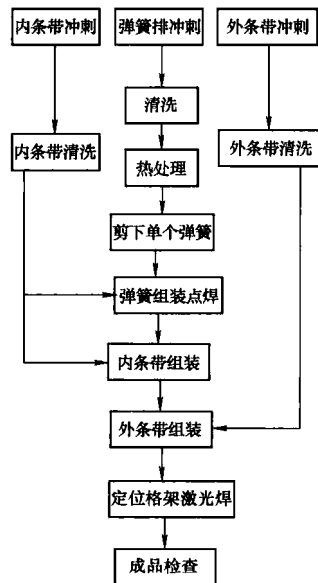 内条带冲刺
弹簧排冲刺
外条带冲刺
清洗
内条带清洗
外条带清洗
热处理
剪下单个弹簧
弹簧组装点焊
内条带组装
外条带组装
定位格架激光焊
成品检查